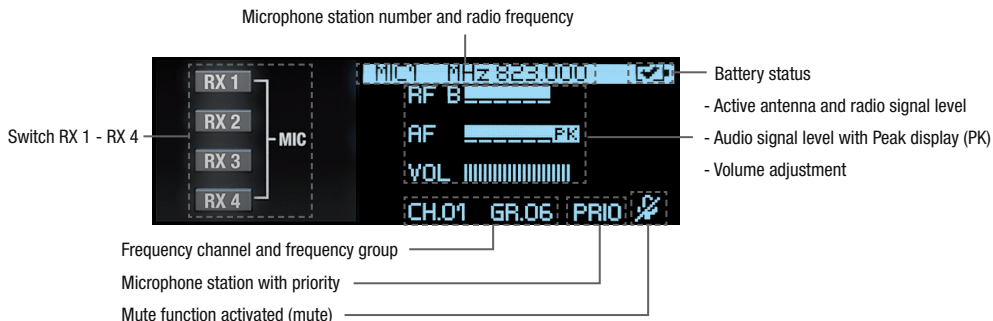 Microphone station number and radio frequency
MIC1 MHz 823.000
Battery status
RX 1
RX 2
RX 3
RX 4
MIC
Switch RX 1 - RX 4
RF B
AF PK
VOL
- Active antenna and radio signal level
- Audio signal level with Peak display (PK)
- Volume adjustment
CH.01 GR.06 PRIO
Frequency channel and frequency group
Microphone station with priority
Mute function activated (mute)